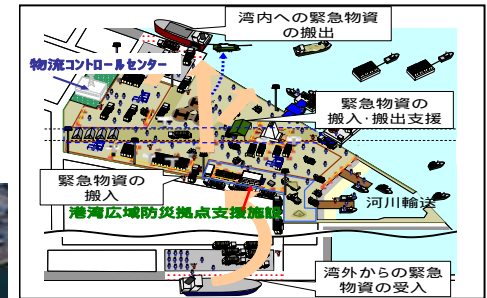 湾内への緊急物資
の搬出
物流コントロールセンター
緊急物資の
搬入・搬出支援
緊急物資の
搬入
港湾広域防災拠点支援施設
河川輸送
湾外からの緊急
物資の受入